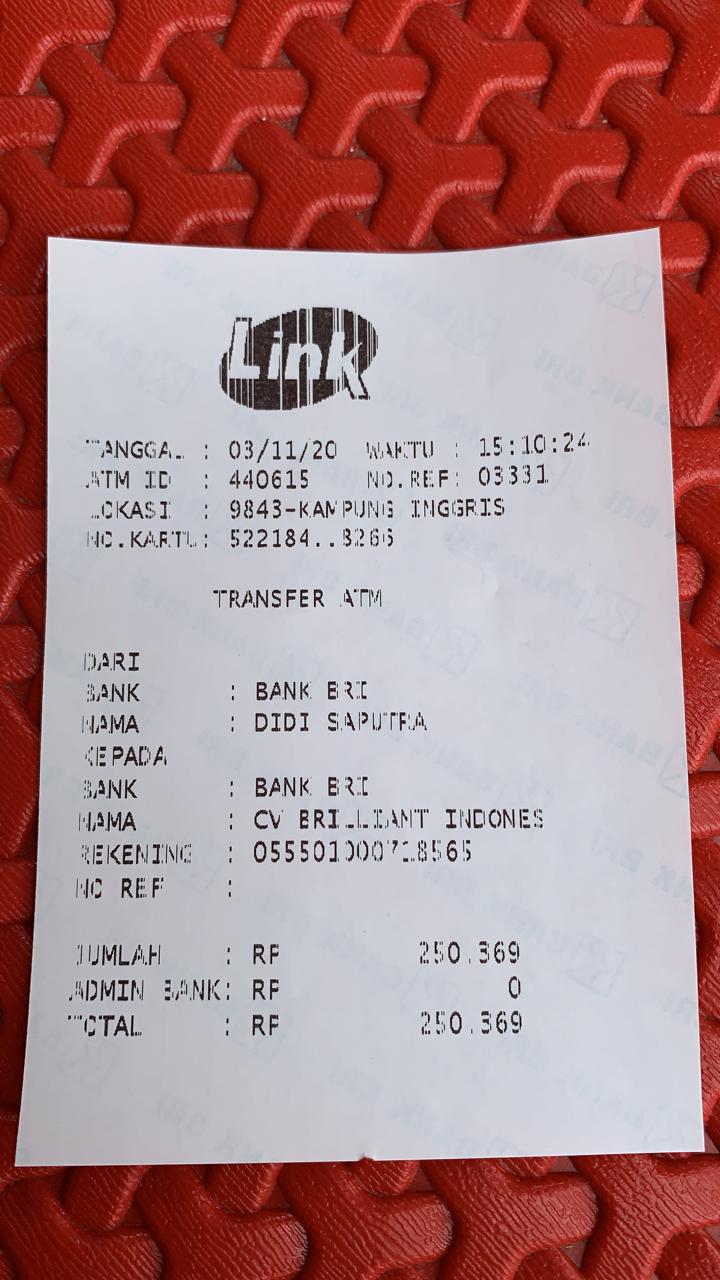 Link
TANGGAL : 03/11/20 WAKTU : 15:10:24
ATM ID : 440615 NO.REF: 03331
LOKASI : 9843-KAMPUNG INGGRIS
NO.KARTU: 522184..8266
TRANSFER ATM
DARI
BANK : BANK BRI
NAMA : DIDI SAPUTRA
KEPADA
BANK : BANK BRI
NAMA : CV BRILLIANT INDONES
REKENING : 055501000718565
NO REF :
JUMLAH : RP 250.369
ADMIN BANK: RP 0
TOTAL : RP 250.369